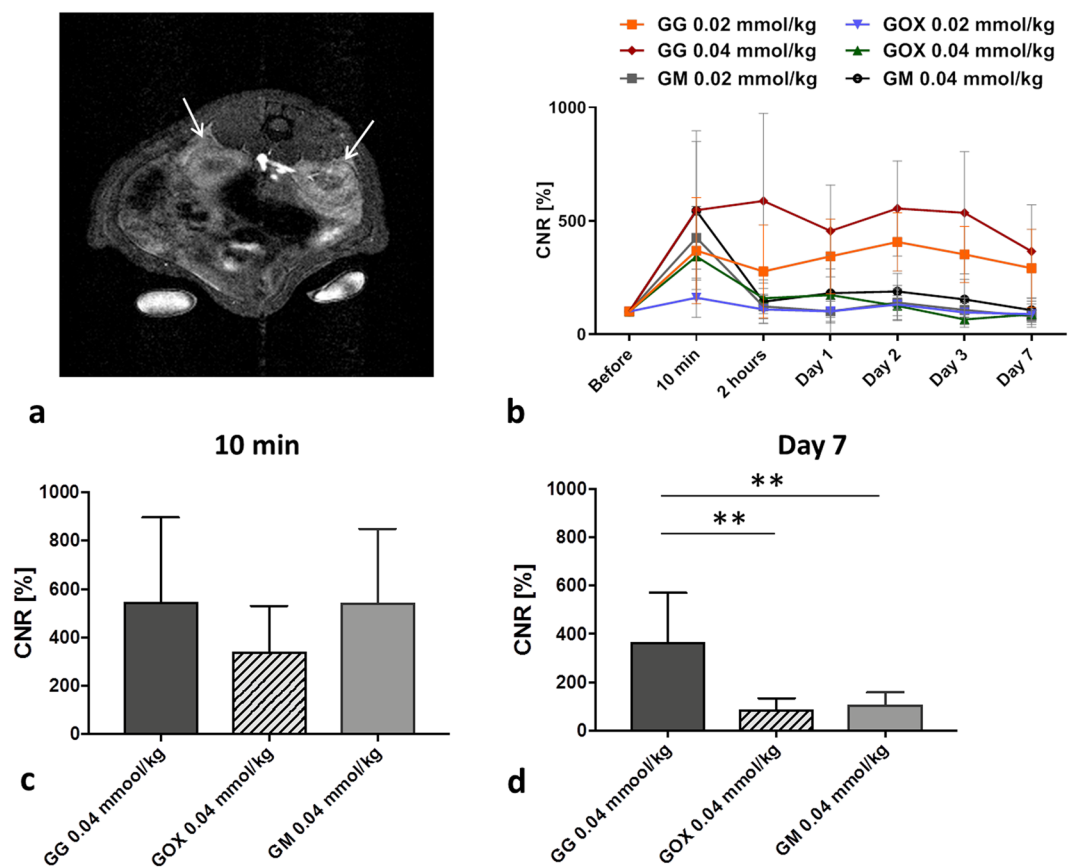 GG 0.02 mmol/kg
GOX 0.02 mmol/kg
GG 0.04 mmol/kg
GOX 0.04 mmol/kg
GM 0.02 mmol/kg
GM 0.04 mmol/kg
CNR [%]
1000
500
0
Before
10 min
2 hours
Day 1
Day 2
Day 3
Day 7
a
b
10 min
CNR [%]
1000
800
600
400
200
0
GG 0.04 mmool/kg
GOX 0.04 mmol/kg
GM 0.04 mmol/kg
c
Day 7
**
**
CNR [%]
1000
800
600
400
200
0
GG 0.04 mmool/kg
GOX 0.04 mmol/kg
GM 0.04 mmol/kg
d